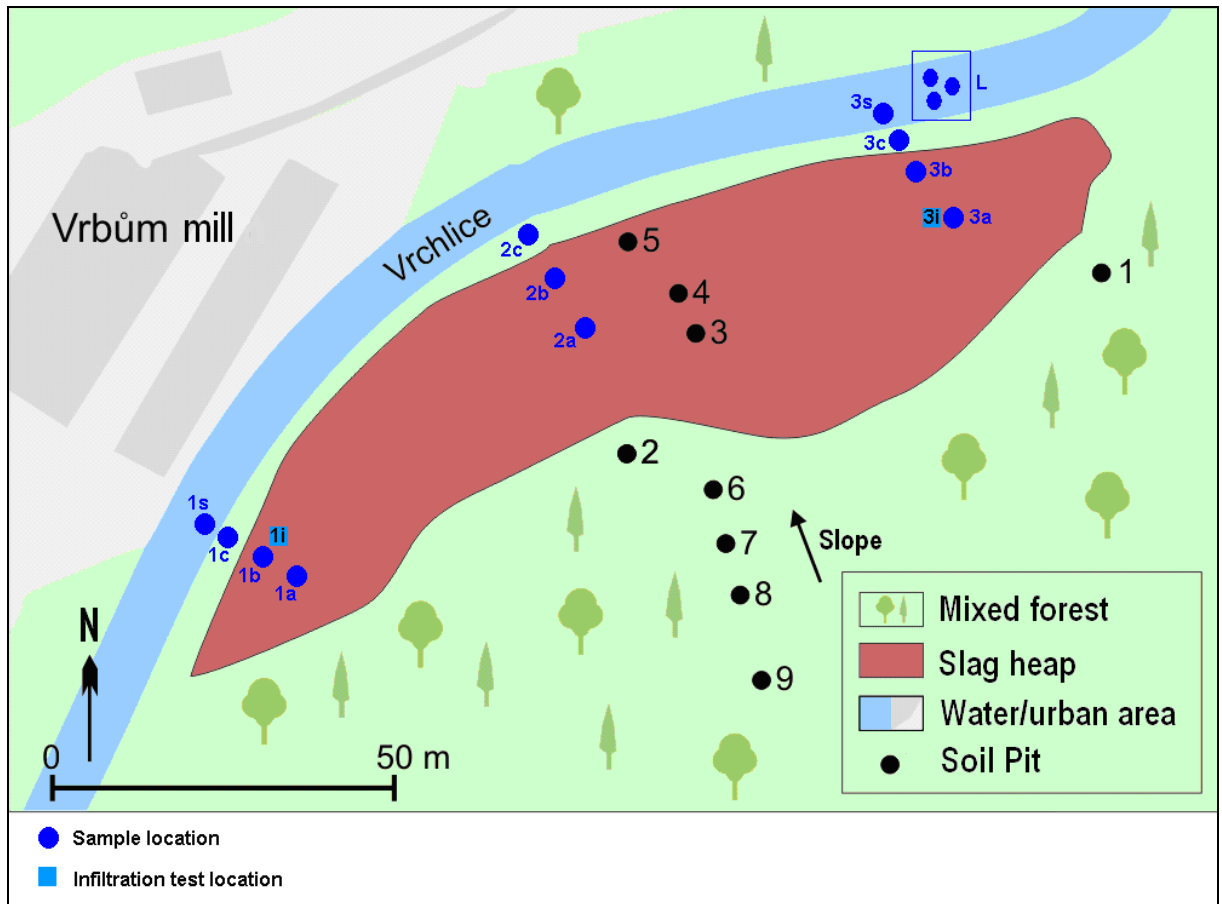 L
3s
3c
3b
3i
3a
Vrbům mill
Vrchlice
2c
5
1
2b
4
2a
3
2
6
1s
1i
1c
7
Slope
1b
1a
8
N
Mixed forest
Slag heap
9
Water/urban area
0
50 m
Soil Pit
Sample location
Infiltration test location